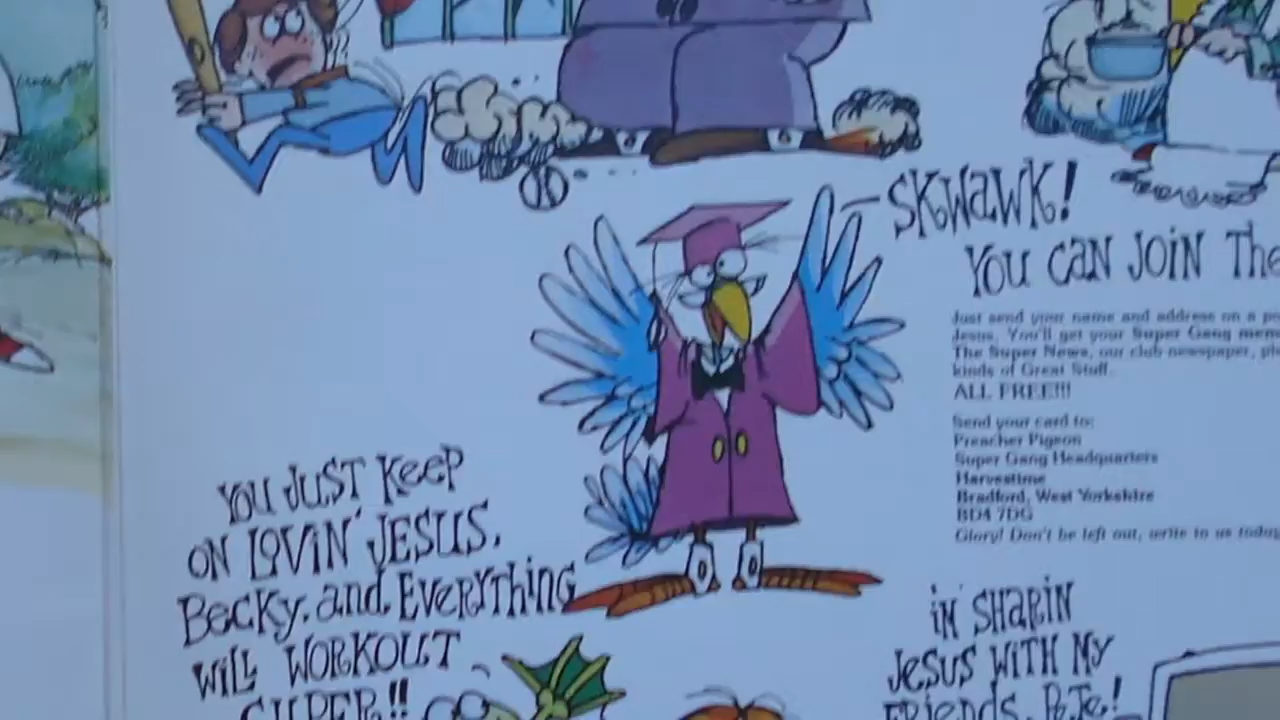 SKWAWK!
YOU CAN JOIN THE
Just send your name and address on a
Jesus. You'll get your Super Gang
The Super News, our club newspaper,
kinds of Great Stuff.
ALL FREE!!!
Send your card to:
Preacher Pigeon
Super Gang Headquarters
Harvestime
Bradford, West Yorkshire
BD4 7DG
Glory! Don't be left out, write to us today
YOU JUST KEEP
ON LOVIN' JESUS,
BECKY, and EVERYTHING
WILL WORKOUT
SUPER!!
IN SHARIN
JESUS WITH MY
FRIENDS, PETE!